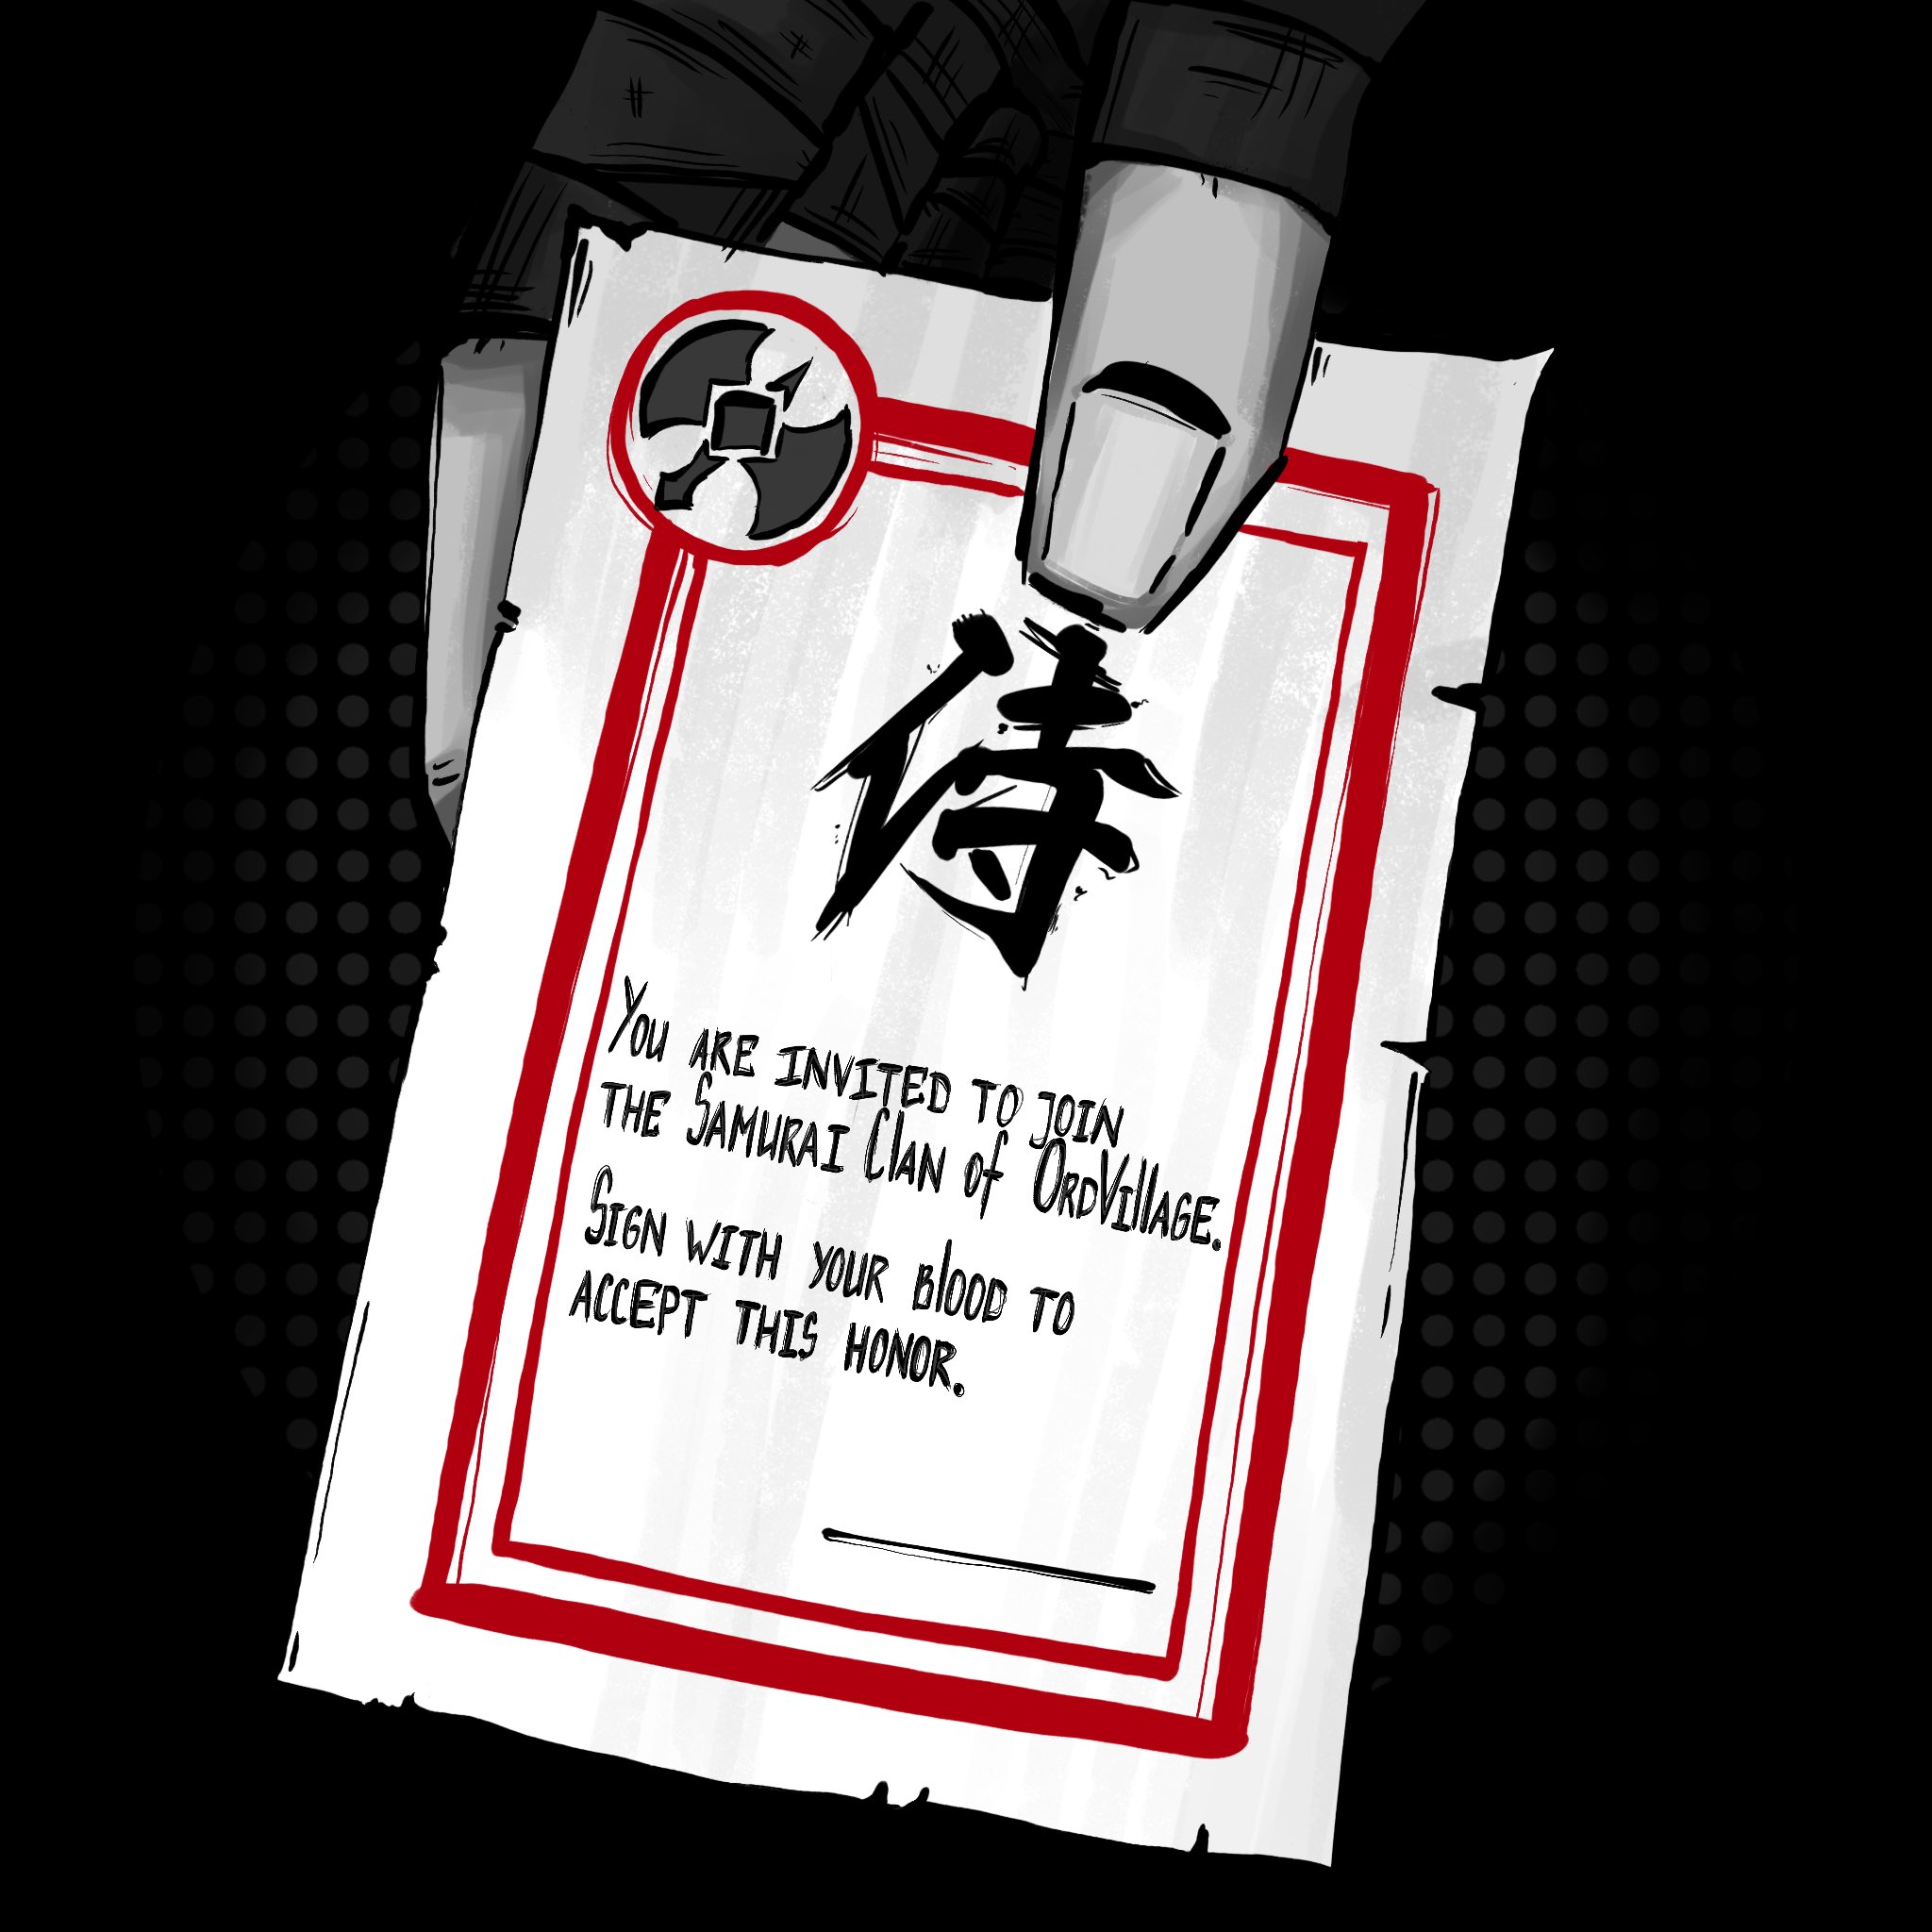 侍
You are invited to join
the Samurai Clan of OrdVillage.
Sign with your blood to
accept this honor.